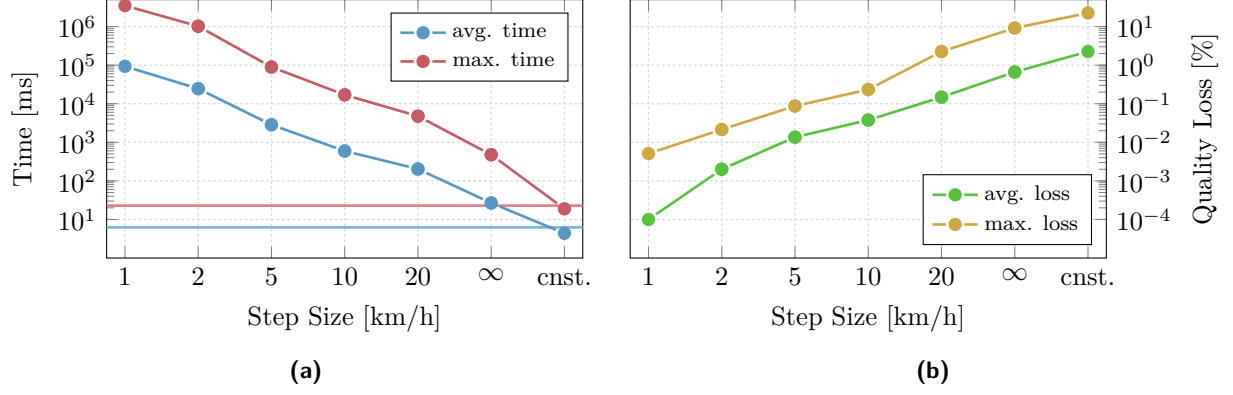 Time [ms]
10^6
10^5
10^4
10^3
10^2
10^1
avg. time
max. time
1 2 5 10 20 ∞ cnst.
Step Size [km/h]
(a)
Quality Loss [%]
10^1
10^0
10^−1
10^−2
10^−3
10^−4
avg. loss
max. loss
1 2 5 10 20 ∞ cnst.
Step Size [km/h]
(b)